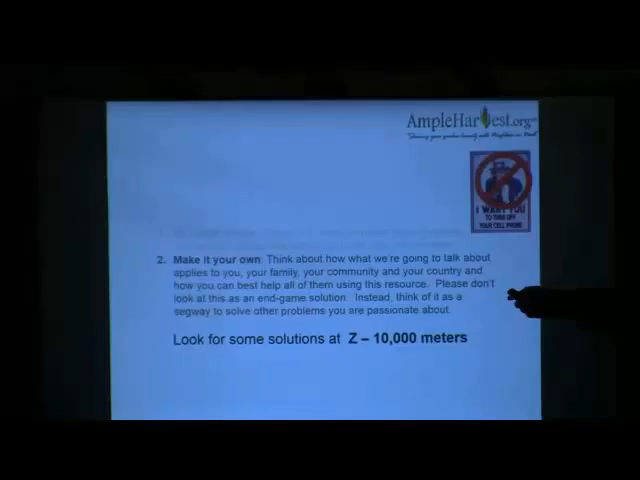 AmpleHarvest.org
I WANT YOU
TO TURN OFF
YOUR CELL PHONE
2. Make it your own: Think about how what we're going to talk about
applies to you, your family, your community and your country and
how you can best help all of them using this resource. Please don't
look at this as an end-game solution. Instead, think of it as a
segway to solve other problems you are passionate about.
Look for some solutions at Z – 10,000 meters